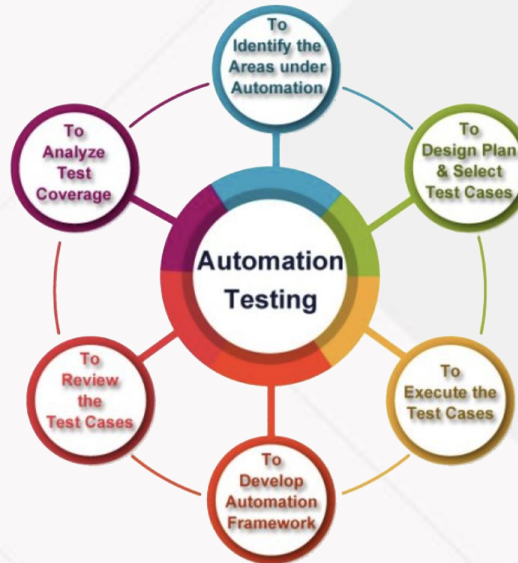 To
Identify the
Areas under
Automation
To
Design Plan
& Select
Test Cases
To
Execute the
Test Cases
To
Develop
Automation
Framework
To
Review
the
Test Cases
To
Analyze
Test
Coverage
Automation
Testing